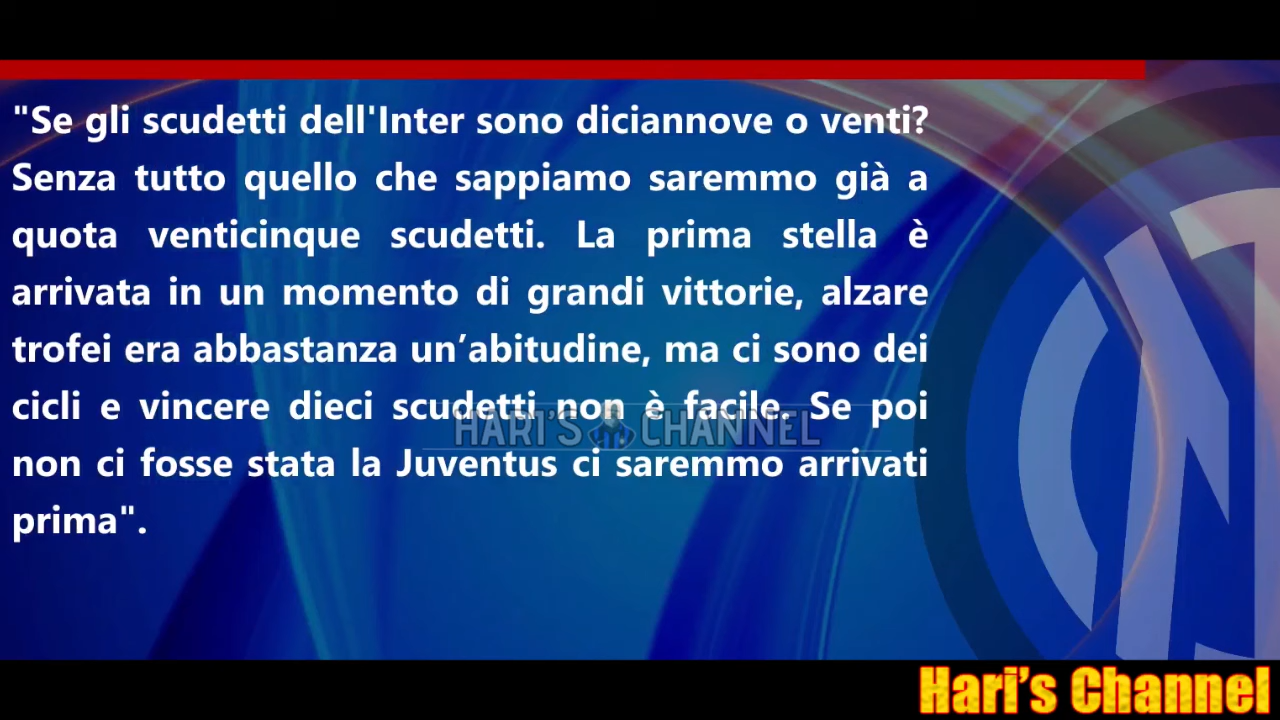 "Se gli scudetti dell'Inter sono diciannove o venti?
Senza tutto quello che sappiamo saremmo già a
quota venticinque scudetti. La prima stella è
arrivata in un momento di grandi vittorie, alzare
trofei era abbastanza un’abitudine, ma ci sono dei
cicli e vincere dieci scudetti non è facile. Se poi
HARI'S CHANNEL
non ci fosse stata la Juventus ci saremmo arrivati
prima".
Hari’s Channel